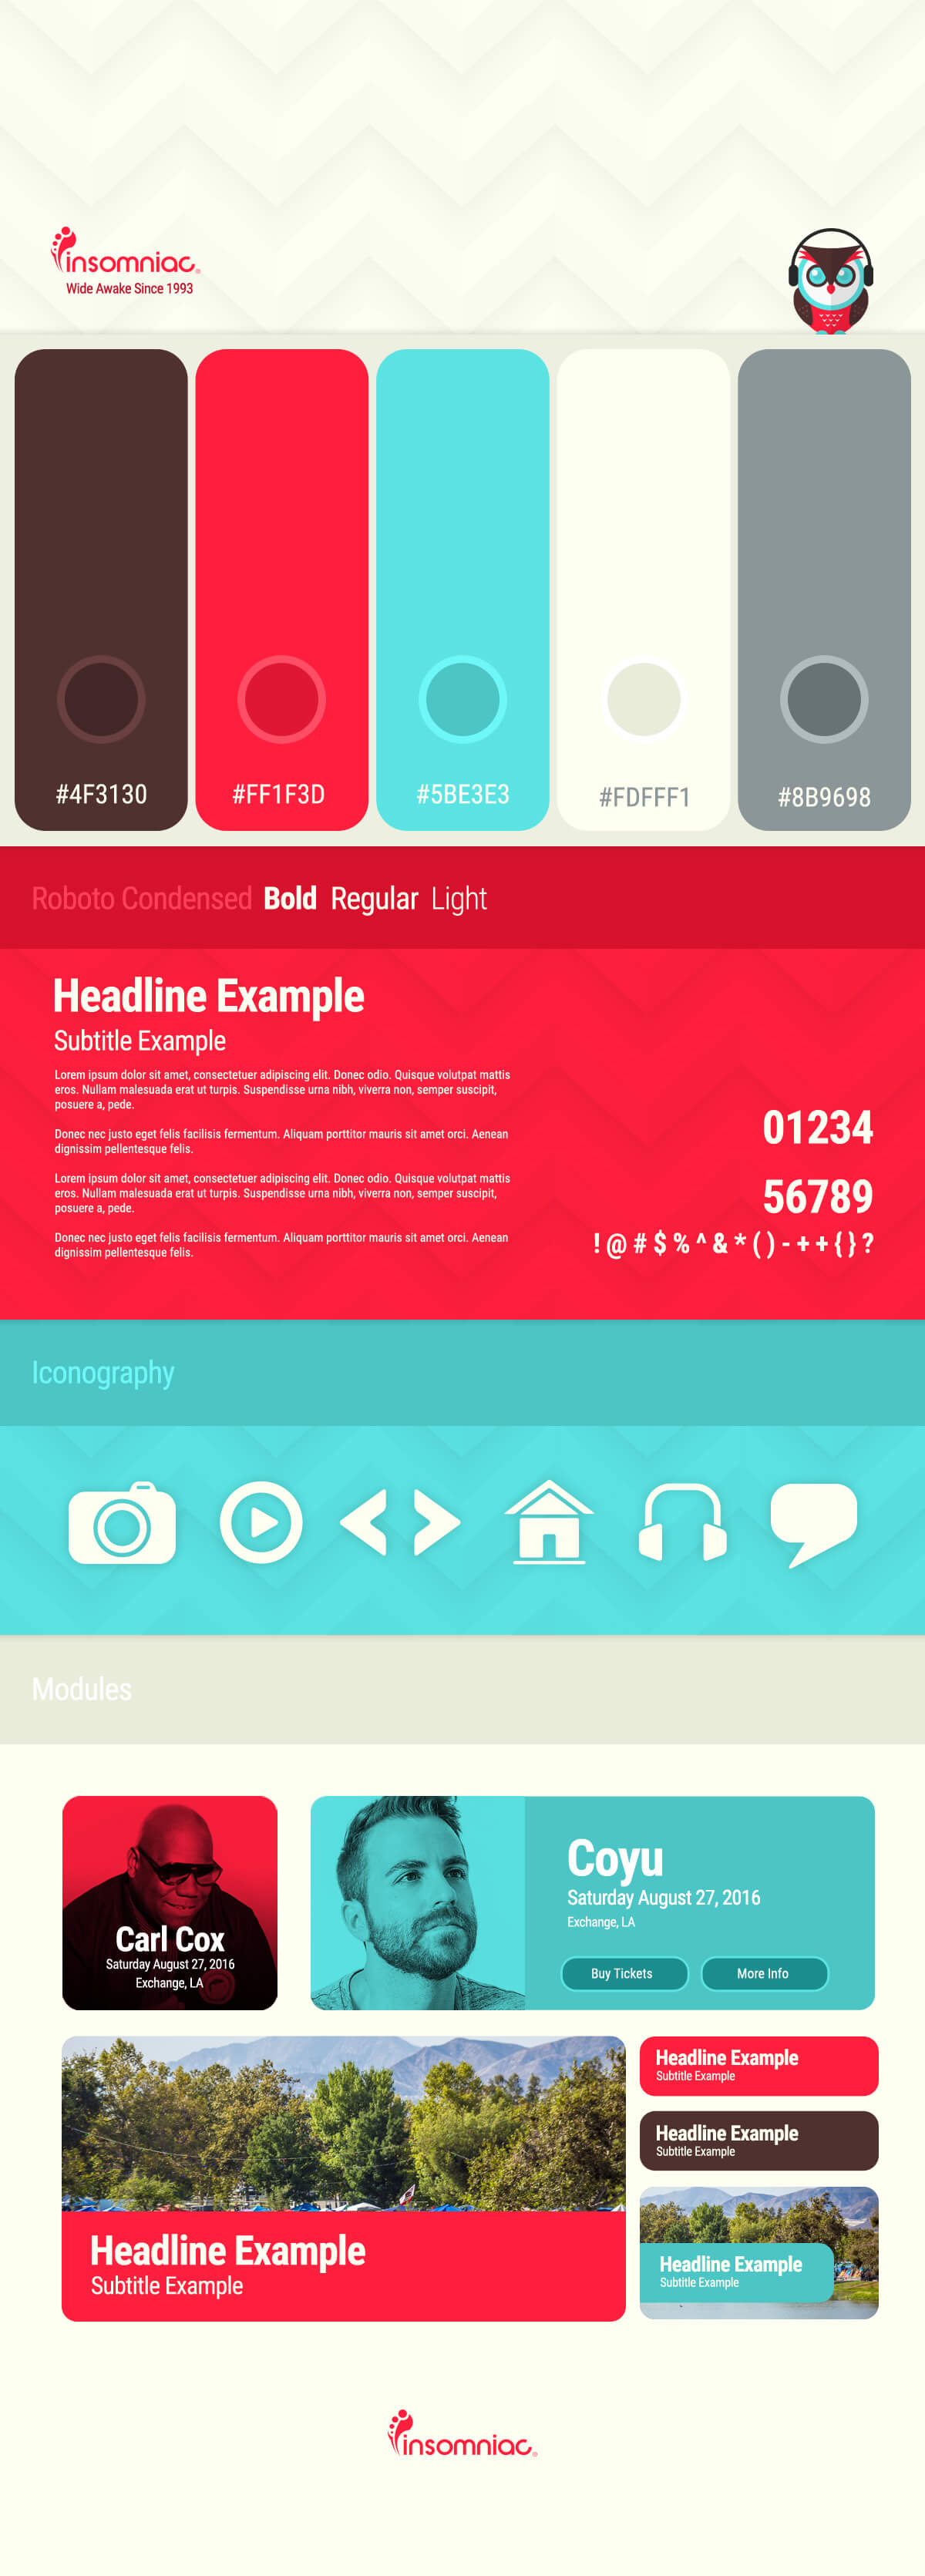 insomniac®
Wide Awake Since 1993
#4F3130
#FF1F3D
#5BE3E3
#FDFFF1
#8B9698
Roboto Condensed Bold Regular Light
Headline Example
Subtitle Example
Lorem ipsum dolor sit amet, consectetuer adipiscing elit. Donec odio. Quisque volutpat mattis
eros. Nullam malesuada erat ut turpis. Suspendisse urna nibh, viverra non, semper suscipit,
posuere a, pede.
Donec nec justo eget felis facilisis fermentum. Aliquam porttitor mauris sit amet orci. Aenean
dignissim pellentesque felis.
Lorem ipsum dolor sit amet, consectetuer adipiscing elit. Donec odio. Quisque volutpat mattis
eros. Nullam malesuada erat ut turpis. Suspendisse urna nibh, viverra non, semper suscipit,
posuere a, pede.
Donec nec justo eget felis facilisis fermentum. Aliquam porttitor mauris sit amet orci. Aenean
dignissim pellentesque felis.
01234
56789
!@#$%^&*()-++{}?
Iconography
Modules
Carl Cox
Saturday August 27, 2016
Exchange, LA
Coyu
Saturday August 27, 2016
Exchange, LA
Buy Tickets
More Info
Headline Example
Subtitle Example
Headline Example
Subtitle Example
Headline Example
Subtitle Example
Headline Example
Subtitle Example
insomniac®